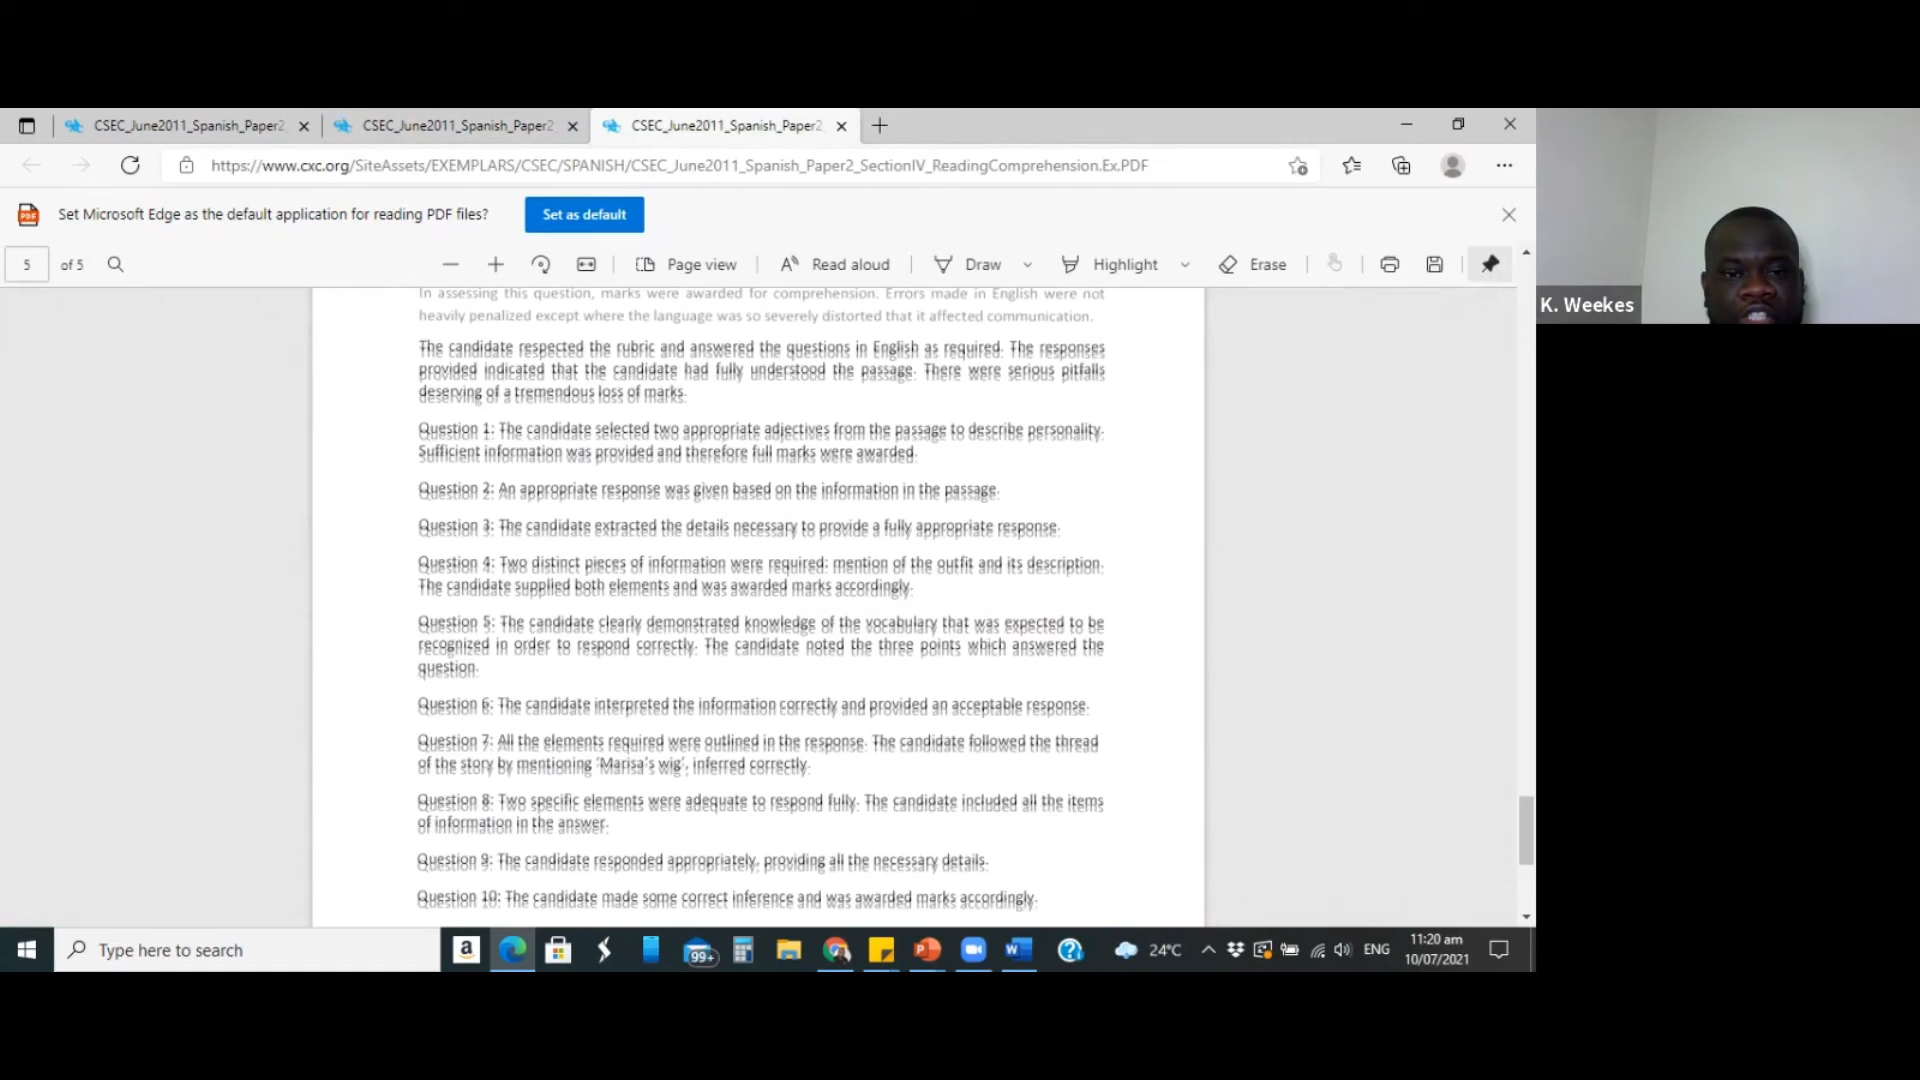 CSEC_June2011_Spanish_Paper2
CSEC_June2011_Spanish_Paper2
CSEC_June2011_Spanish_Paper2
https://www.cxc.org/SiteAssets/EXEMPLARS/CSEC/SPANISH/CSEC_June2011_Spanish_Paper2_SectionIV_ReadingComprehension.Ex.PDF
PDF Set Microsoft Edge as the default application for reading PDF files? Set as default
5 of 5 Page view Read aloud Draw Highlight Erase
K. Weekes
In assessing this question, marks were awarded for comprehension. Errors made in English were not
heavily penalized except where the language was so severely distorted that it affected communication.
The candidate respected the rubric and answered the questions in English as required. The responses
provided indicated that the candidate had fully understood the passage. There were serious pitfalls
deserving of a tremendous loss of marks.
Question 1: The candidate selected two appropriate adjectives from the passage to describe personality.
Sufficient information was provided and therefore full marks were awarded.
Question 2: An appropriate response was given based on the information in the passage.
Question 3: The candidate extracted the details necessary to provide a fully appropriate response.
Question 4: Two distinct pieces of information were required: mention of the outfit and its description.
The candidate supplied both elements and was awarded marks accordingly.
Question 5: The candidate clearly demonstrated knowledge of the vocabulary that was expected to be
recognized in order to respond correctly. The candidate noted the three points which answered the
question.
Question 6: The candidate interpreted the information correctly and provided an acceptable response.
Question 7: All the elements required were outlined in the response. The candidate followed the thread
of the story by mentioning ‘Marisa’s wig’, inferred correctly.
Question 8: Two specific elements were adequate to respond fully. The candidate included all the items
of information in the answer.
Question 9: The candidate responded appropriately, providing all the necessary details.
Question 10: The candidate made some correct inference and was awarded marks accordingly.
Type here to search
99+
24°C
ENG
11:20 am
10/07/2021